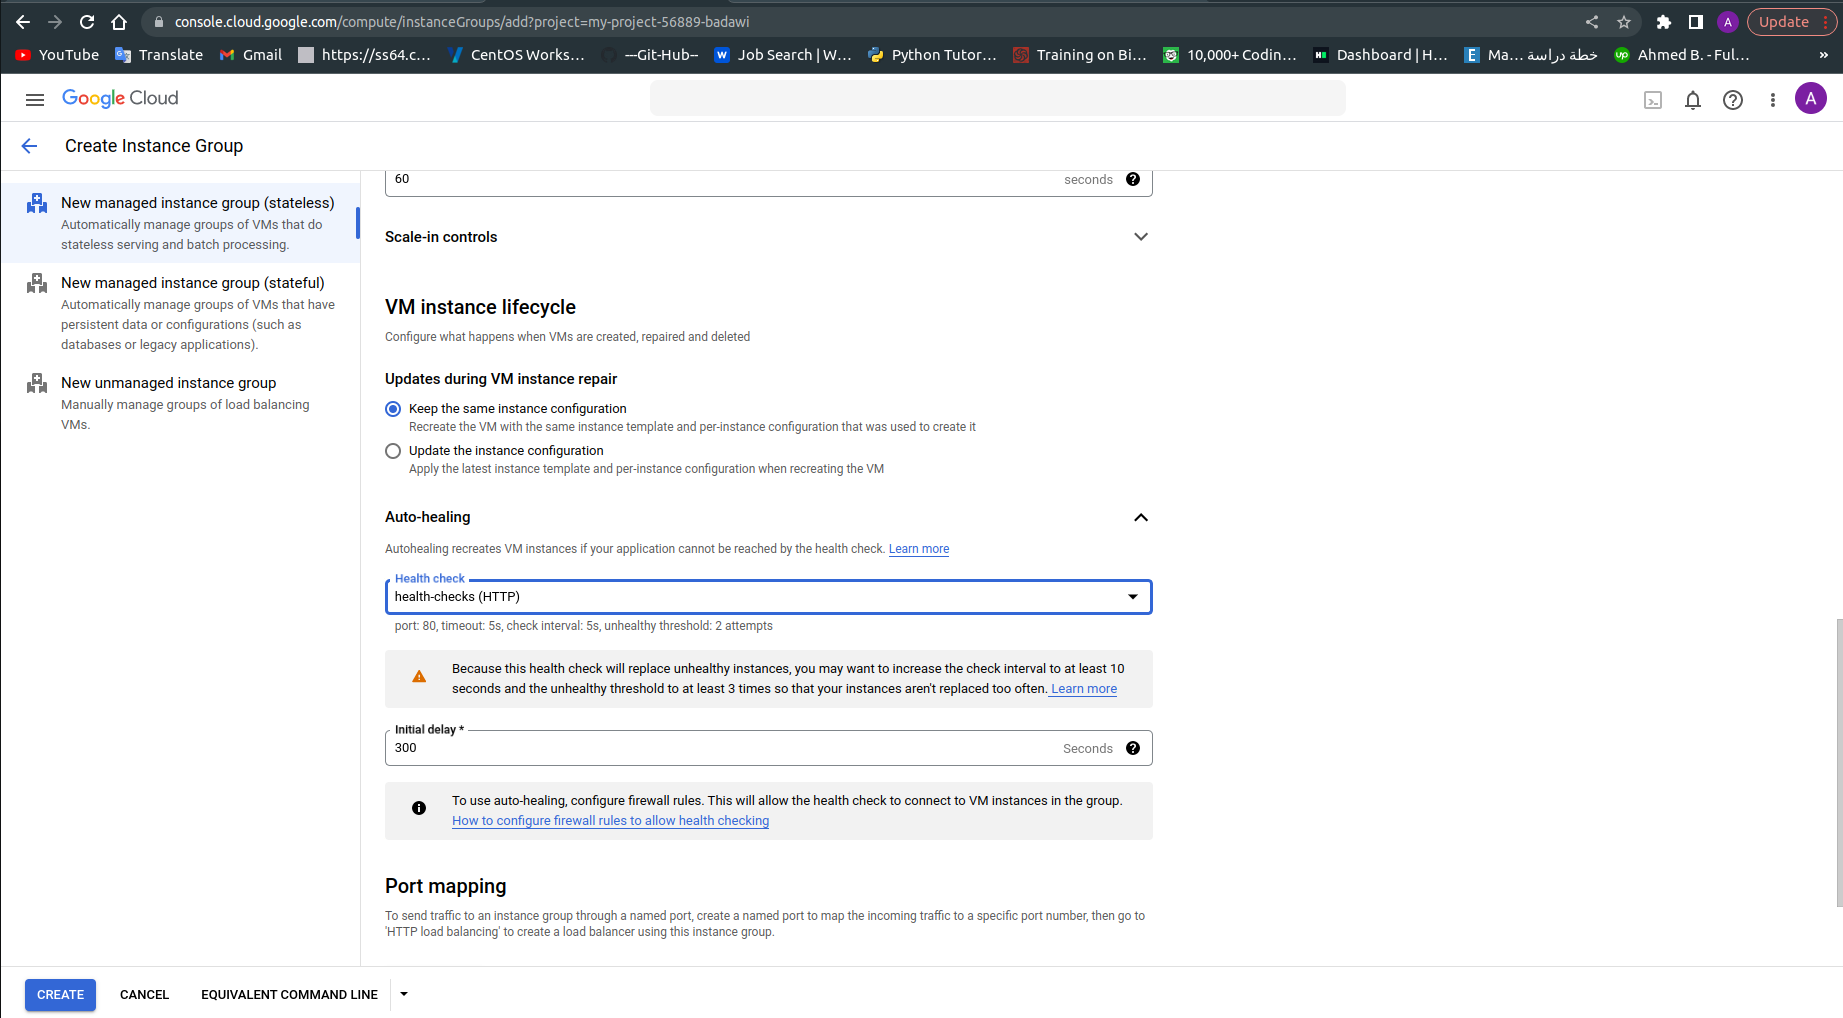 console.cloud.google.com/compute/instanceGroups/add?project=my-project-56889-badawi
A
Update
YouTube
Translate
Gmail
https://ss64.c...
CentOS Works...
---Git-Hub--
Job Search | W...
Python Tutor...
Training on Bi...
10,000+ Codin...
Dashboard | H...
Ma... خطة دراسة
Ahmed B. - Ful...
»
Google Cloud
A
Create Instance Group
New managed instance group (stateless)
Automatically manage groups of VMs that do
stateless serving and batch processing.
New managed instance group (stateful)
Automatically manage groups of VMs that have
persistent data or configurations (such as
databases or legacy applications).
New unmanaged instance group
Manually manage groups of load balancing
VMs.
60
seconds
Scale-in controls
VM instance lifecycle
Configure what happens when VMs are created, repaired and deleted
Updates during VM instance repair
Keep the same instance configuration
Recreate the VM with the same instance template and per-instance configuration that was used to create it
Update the instance configuration
Apply the latest instance template and per-instance configuration when recreating the VM
Auto-healing
Autohealing recreates VM instances if your application cannot be reached by the health check. Learn more
Health check
health-checks (HTTP)
port: 80, timeout: 5s, check interval: 5s, unhealthy threshold: 2 attempts
Because this health check will replace unhealthy instances, you may want to increase the check interval to at least 10
seconds and the unhealthy threshold to at least 3 times so that your instances aren't replaced too often. Learn more
Initial delay *
300
Seconds
To use auto-healing, configure firewall rules. This will allow the health check to connect to VM instances in the group.
How to configure firewall rules to allow health checking
Port mapping
To send traffic to an instance group through a named port, create a named port to map the incoming traffic to a specific port number, then go to
'HTTP load balancing' to create a load balancer using this instance group.
CREATE
CANCEL
EQUIVALENT COMMAND LINE